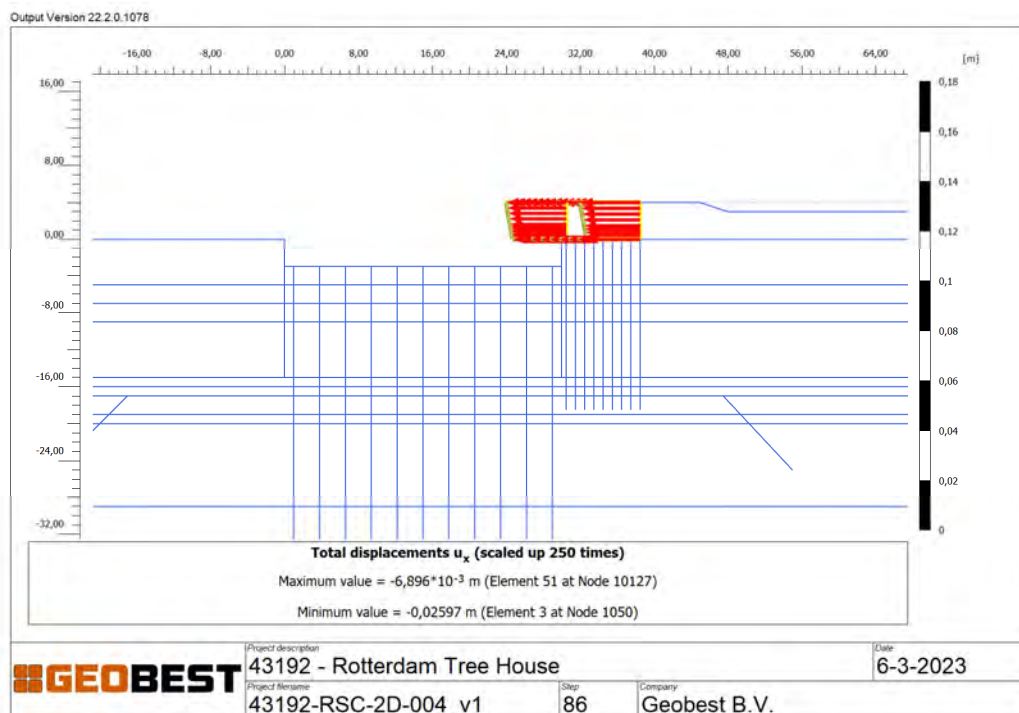 Output Version 22.2.0.1078
-16,00 -8,00 0,00 8,00 16,00 24,00 32,00 40,00 48,00 56,00 64,00
[m]
16,00
8,00
0,00
-8,00
-16,00
-24,00
-32,00
0,18
0,16
0,14
0,12
0,1
0,08
0,06
0,04
0,02
0
Total displacements ux (scaled up 250 times)
Maximum value = -6,896*10-3 m (Element 51 at Node 10127)
Minimum value = -0,02597 m (Element 3 at Node 1050)
GEOBEST
Project description
43192 - Rotterdam Tree House
Date
6-3-2023
Project filename
43192-RSC-2D-004_v1
Step
86
Company
Geobest B.V.